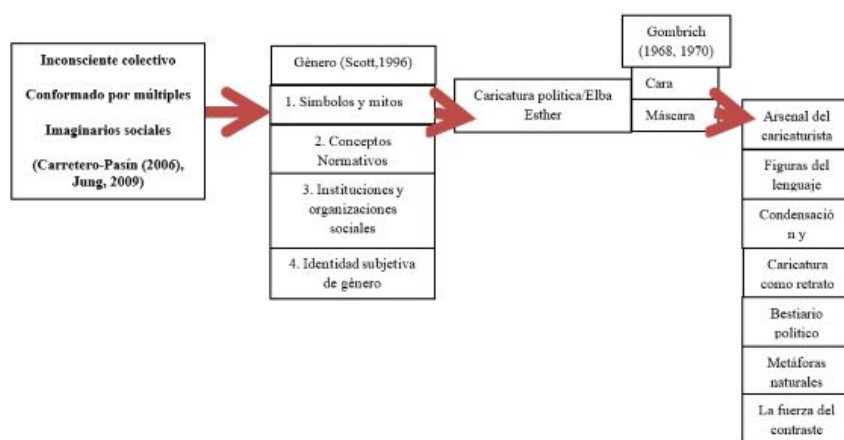 Inconsciente colectivo
Conformado por múltiples
Imaginarios sociales
(Carretero-Pasín (2006),
Jung, 2009)
Género (Scott,1996)
1. Símbolos y mitos
2. Conceptos
Normativos
3. Instituciones y
organizaciones
sociales
4. Identidad subjetiva
de género
Caricatura política/Elba
Esther
Gombrich
(1968, 1970)
Cara
Máscara
Arsenal del
caricaturista
Figuras del
lenguaje
Condensació
n y
Caricatura
como retrato
Bestiario
político
Metáforas
naturales
La fuerza del
contraste